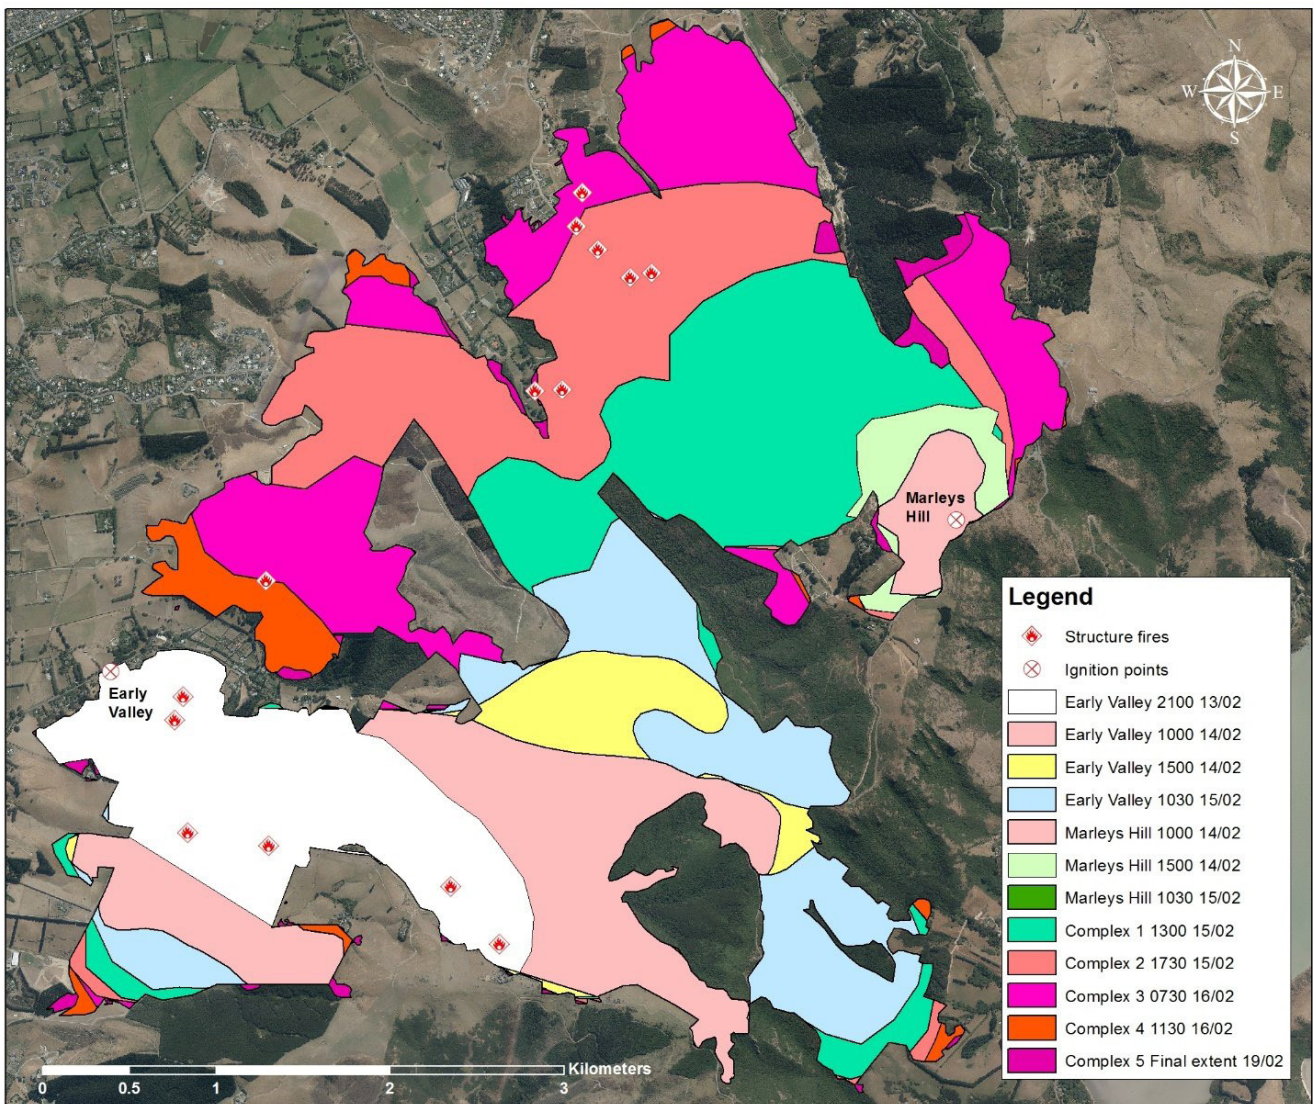 N
W E
S
Marleys
Hill
Early
Valley
Legend
Structure fires
Ignition points
Early Valley 2100 13/02
Early Valley 1000 14/02
Early Valley 1500 14/02
Early Valley 1030 15/02
Marleys Hill 1000 14/02
Marleys Hill 1500 14/02
Marleys Hill 1030 15/02
Complex 1 1300 15/02
Complex 2 1730 15/02
Complex 3 0730 16/02
Complex 4 1130 16/02
Complex 5 Final extent 19/02
Kilometers
0 0.5 1 2 3